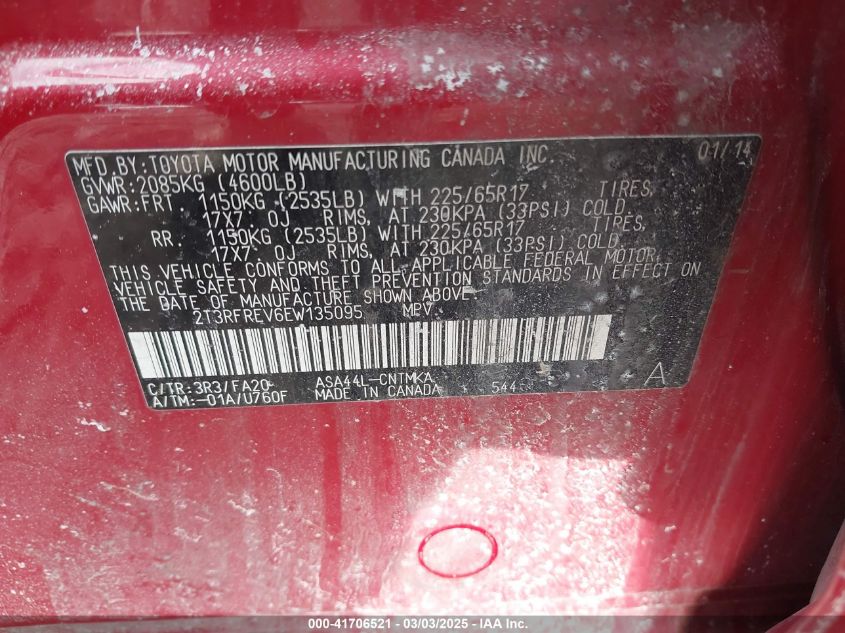 MFD. BY: TOYOTA MOTOR MANUFACTURING CANADA INC. 01/14
GVWR: 2085KG (4600LB)
GAWR: FRT 1150KG (2535LB) WITH 225/65R17 TIRES,
17X7.0J RIMS, AT 230KPA (33PSI) COLD.
RR. 1150KG (2535LB) WITH 225/65R17 TIRES,
17X7.0J RIMS, AT 230KPA (33PSI) COLD.
THIS VEHICLE CONFORMS TO ALL APPLICABLE FEDERAL MOTOR
VEHICLE SAFETY AND THEFT PREVENTION STANDARDS IN EFFECT ON
THE DATE OF MANUFACTURE SHOWN ABOVE.
2T3RFREV6EW135095 MPV
C/TR: 3R3/FA20 ASA44L-CNTMKA A
A/TM: -01A/U760F MADE IN CANADA
000-41706521 - 03/03/2025 - IAA Inc.